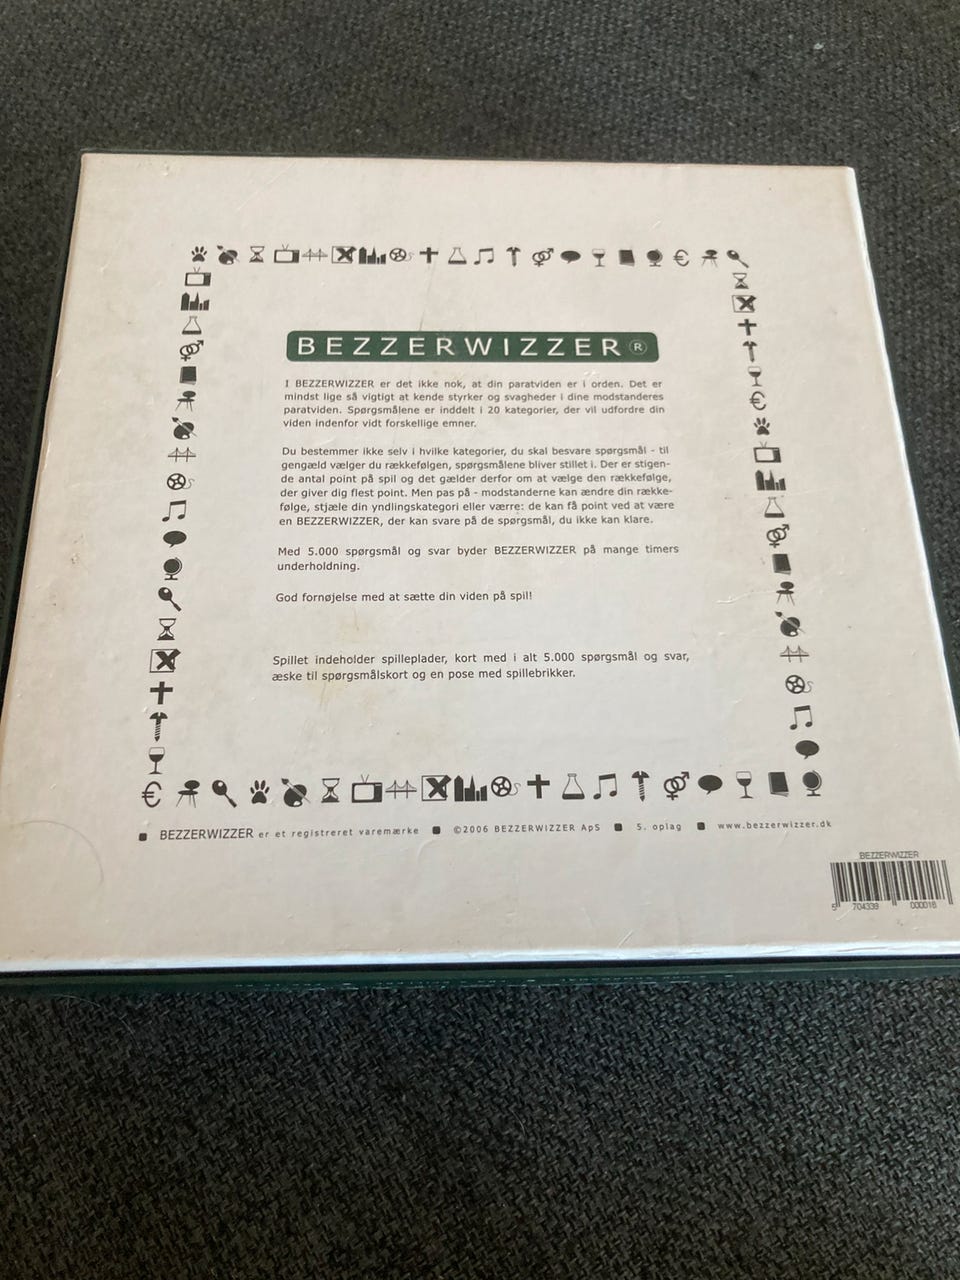 BEZZERWIZZER®
I BEZZERWIZZER er det ikke nok, at din paratviden er i orden. Det er
mindst lige så vigtigt at kende styrker og svagheder i dine modstanderes
paratviden. Spørgsmålene er inddelt i 20 kategorier, der vil udfordre din
viden indenfor vidt forskellige emner.
Du bestemmer ikke selv i hvilke kategorier, du skal besvare spørgsmål - til
gengæld vælger du rækkefølgen, spørgsmålene bliver stillet i. Der er stigen-
de antal point på spil og det gælder derfor om at vælge den rækkefølge,
der giver dig flest point. Men pas på - modstanderne kan ændre din række-
følge, stjæle din yndlingskategori eller værre: de kan få point ved at være
en BEZZERWIZZER, der kan svare på de spørgsmål, du ikke kan klare.
Med 5.000 spørgsmål og svar byder BEZZERWIZZER på mange timers
underholdning.
God fornøjelse med at sætte din viden på spil!
Spillet indeholder spilleplader, kort med i alt 5.000 spørgsmål og svar,
æske til spørgsmålskort og en pose med spillebrikker.
BEZZERWIZZER er et registreret varemærke ■ ©2006 BEZZERWIZZER ApS ■ 5. oplag ■ www.bezzerwizzer.dk
BEZZERWIZZER
5 704339 000018